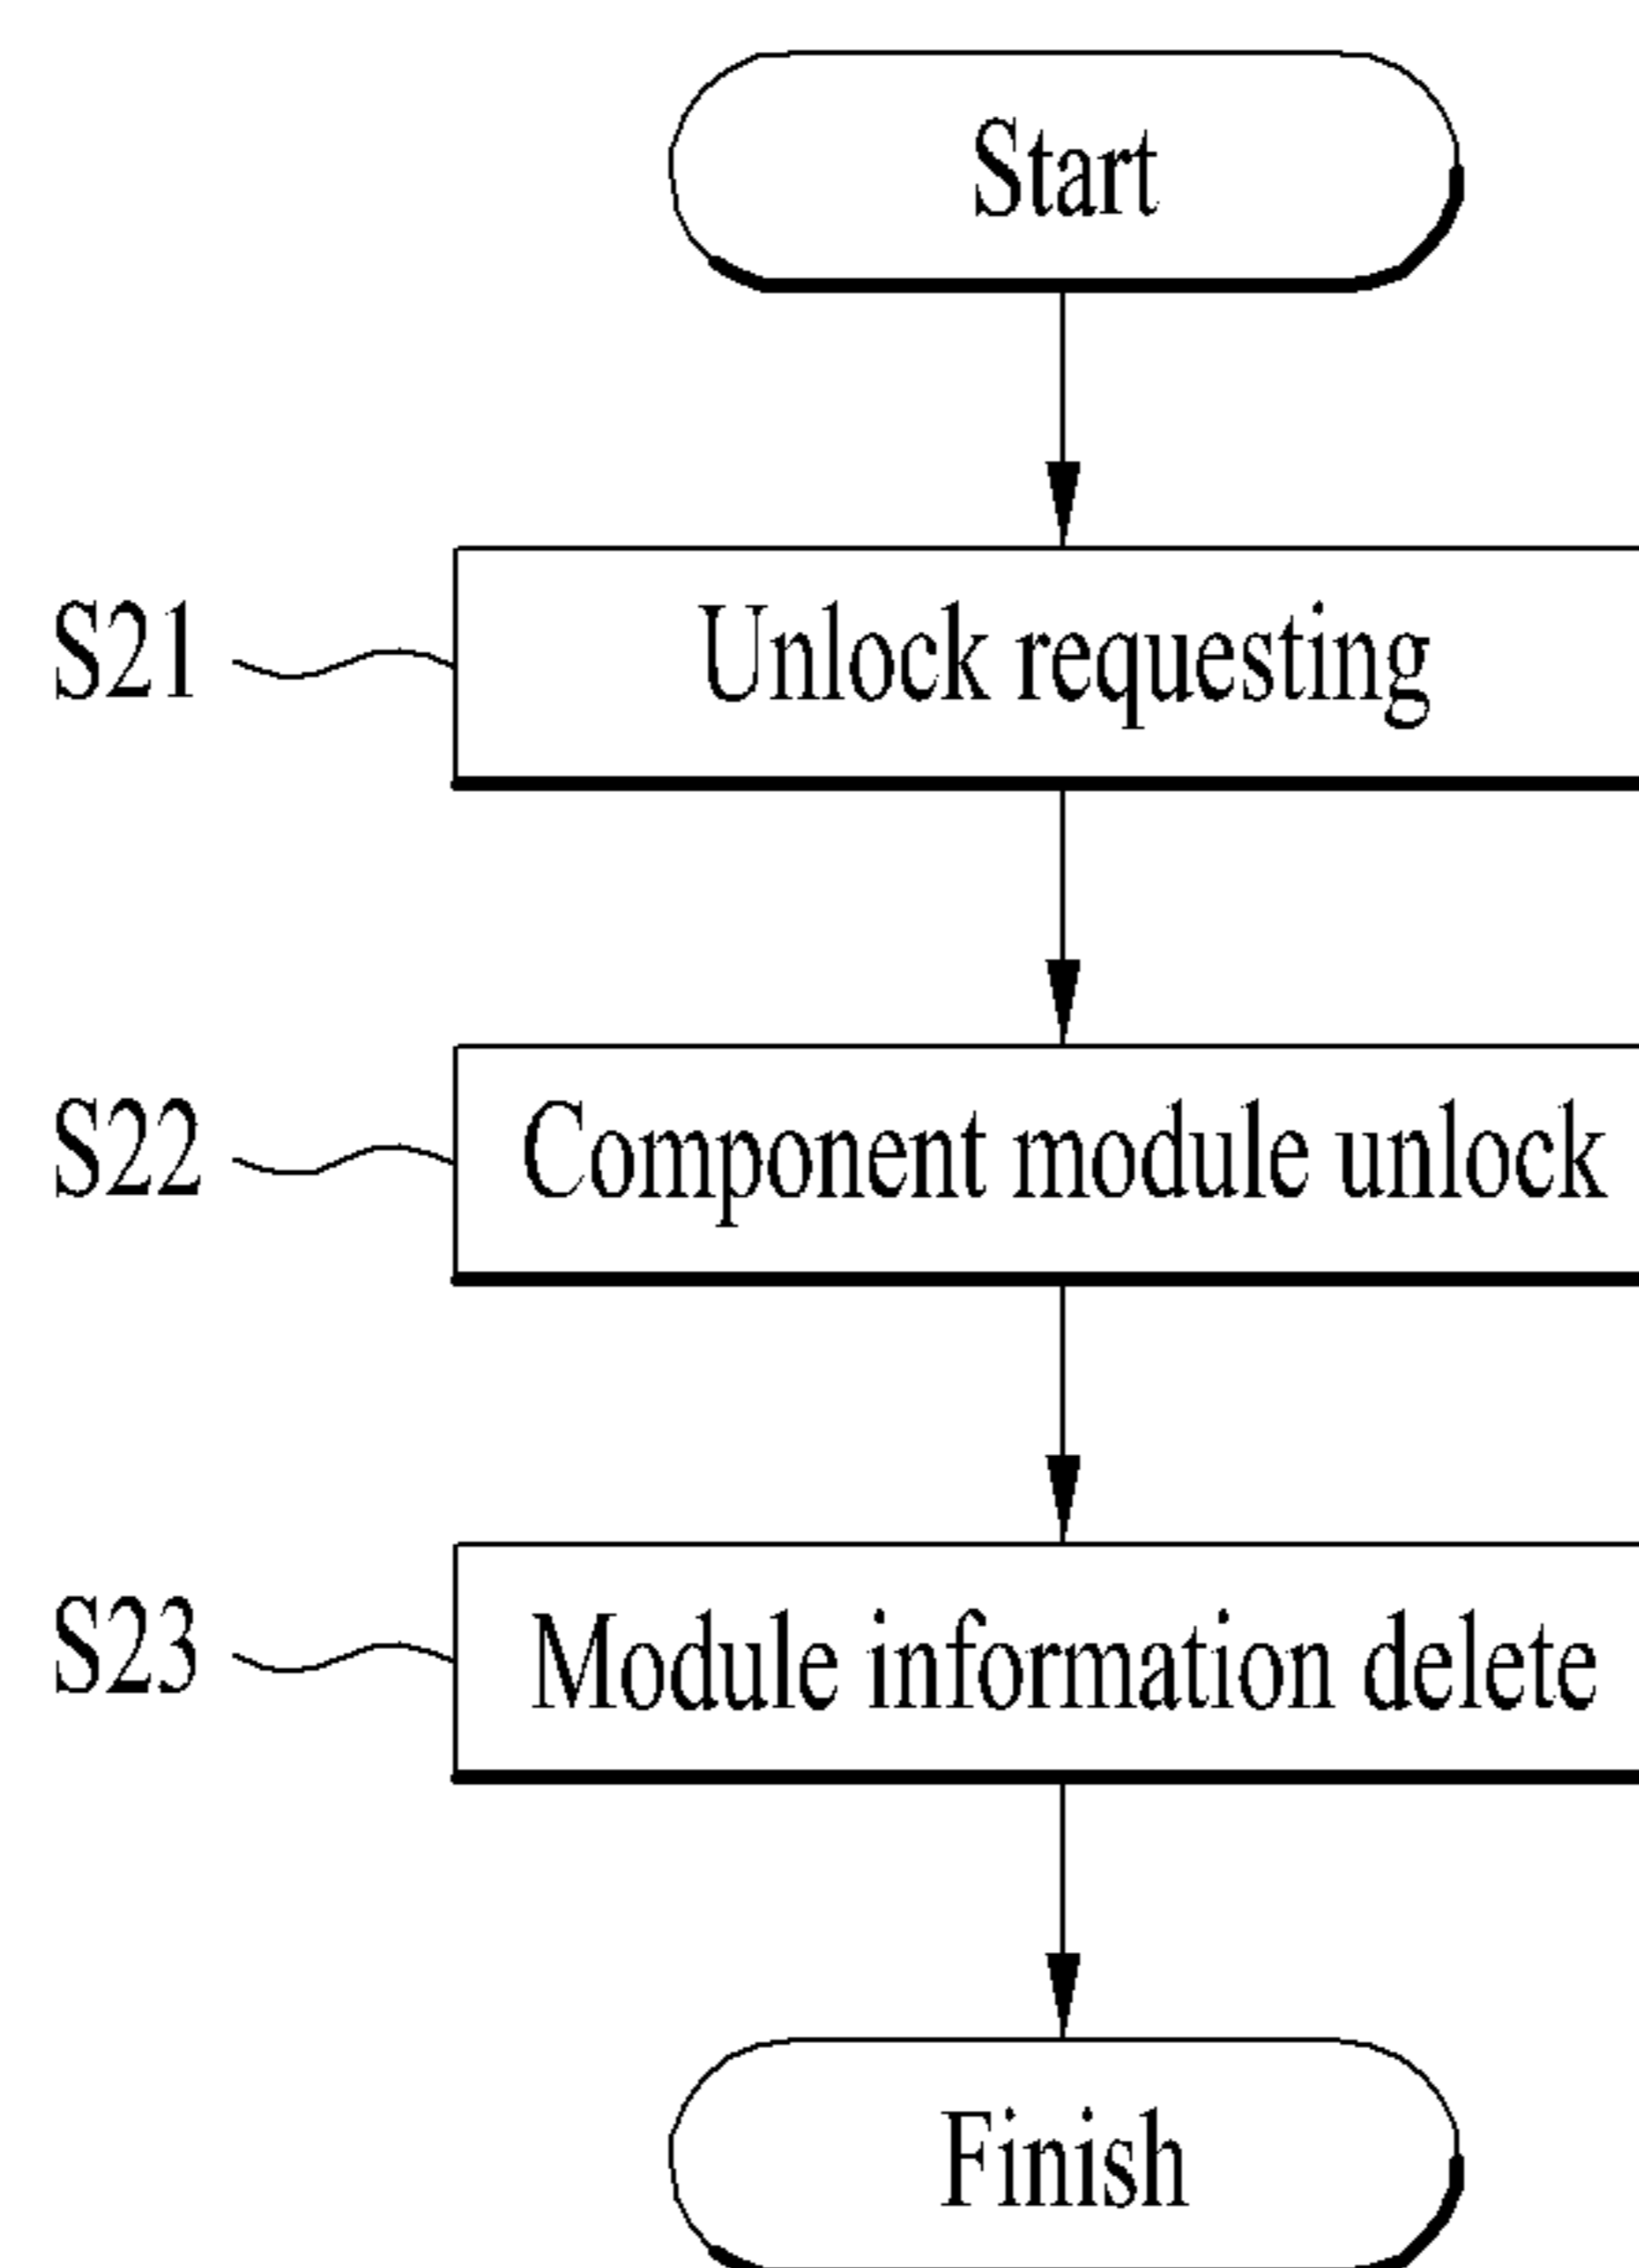 Start
S21 Unlock requesting
S22 Component module unlock
S23 Module information delete
Finish